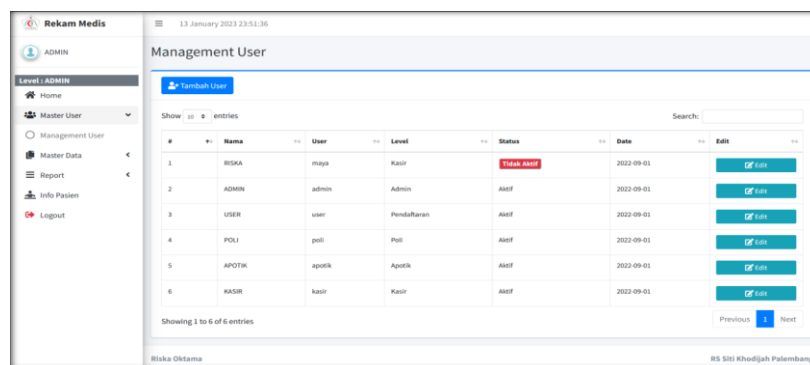 Rekam Medis
13 January 2023 23:51:36
ADMIN
Management User
Level : ADMIN
Home
Master User
Management User
Master Data
Report
Info Pasien
Logout
Tambah User
Show 10 entries
Search:
# Nama User Level Status Date Edit
1 RISKA maya Kasir Tidak Aktif 2022-09-01 Edit
2 ADMIN admin Admin Aktif 2022-09-01 Edit
3 USER user Pendaftaran Aktif 2022-09-01 Edit
4 POLI poli Poli Aktif 2022-09-01 Edit
5 APOTIK apotik Apotik Aktif 2022-09-01 Edit
6 KASIR kasir Kasir Aktif 2022-09-01 Edit
Showing 1 to 6 of 6 entries
Previous 1 Next
Riska Oktama
RS Siti Khodijah Palembang